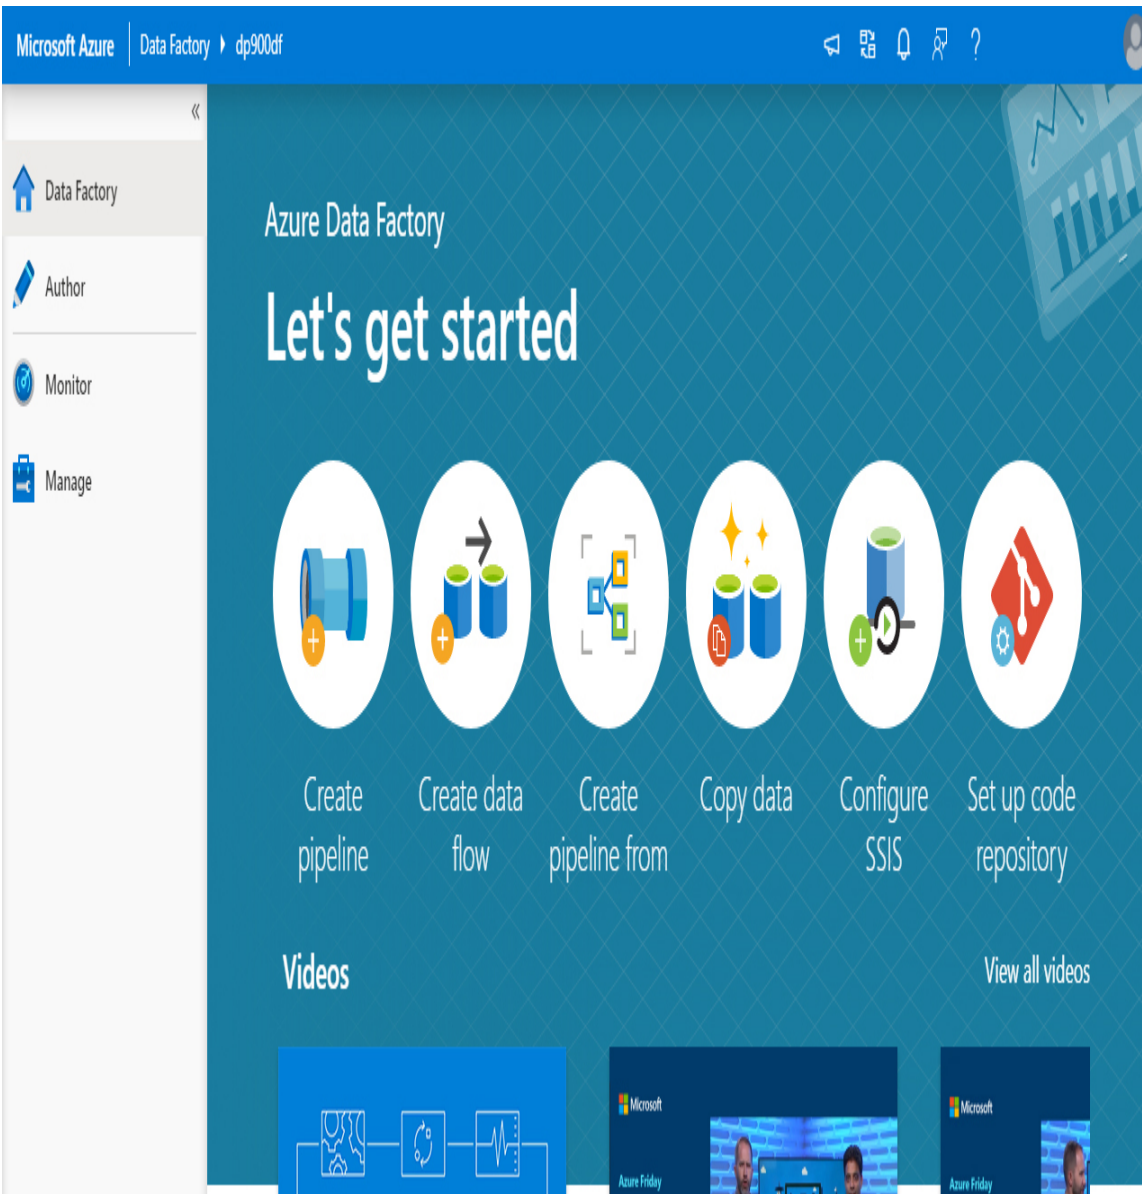 Microsoft Azure
Data Factory
dp900df
?
«
Data Factory
Author
Monitor
Manage
Azure Data Factory
Let's get started
Create
pipeline
Create data
flow
Create
pipeline from
Copy data
Configure
SSIS
Set up code
repository
Videos
View all videos
Microsoft
Azure Friday
Microsoft
Azure Friday